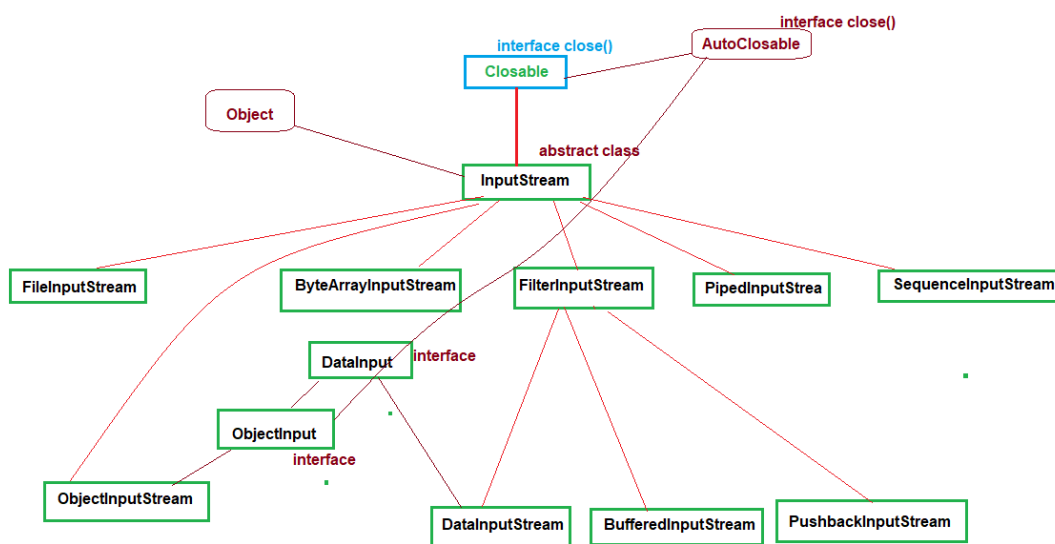 interface close()
AutoClosable
interface close()
Closable
Object
abstract class
InputStream
FileInputStream
ByteArrayInputStream
FilterInputStream
PipedInputStrea
SequenceInputStream
DataInput
interface
ObjectInput
interface
ObjectInputStream
DataInputStream
BufferedInputStream
PushbackInputStream